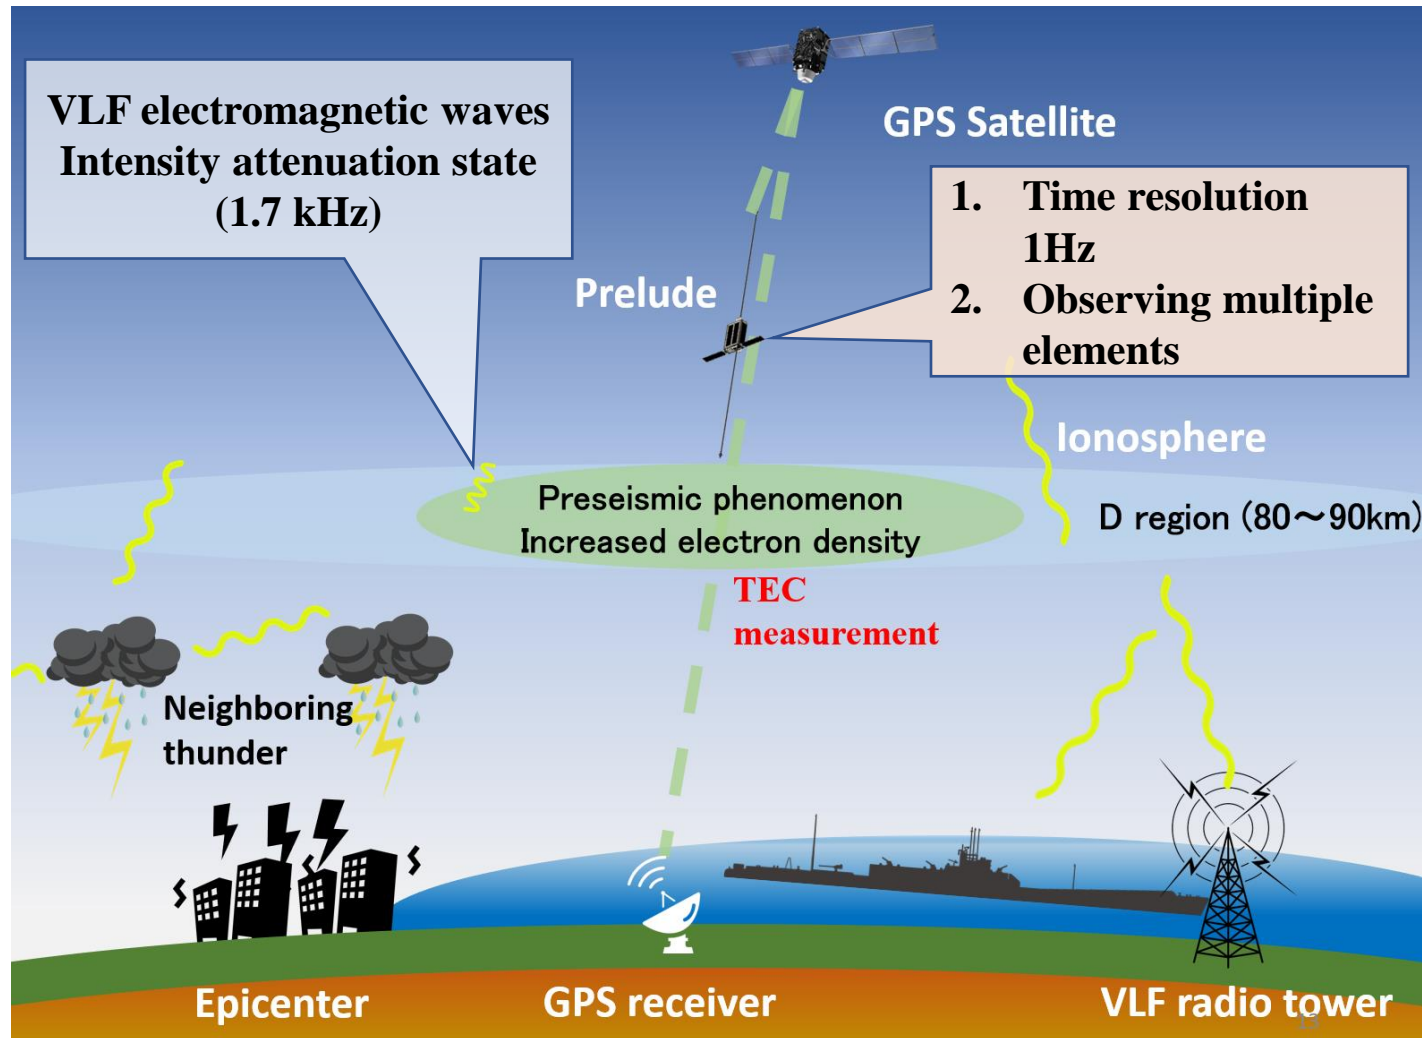 GPS Satellite
VLF electromagnetic waves
Intensity attenuation state
(1.7 kHz)
1. Time resolution
1Hz
2. Observing multiple
elements
Prelude
Ionosphere
Preseismic phenomenon
Increased electron density
D region (80～90km)
TEC
measurement
Neighboring
thunder
Epicenter
GPS receiver
VLF radio tower
19